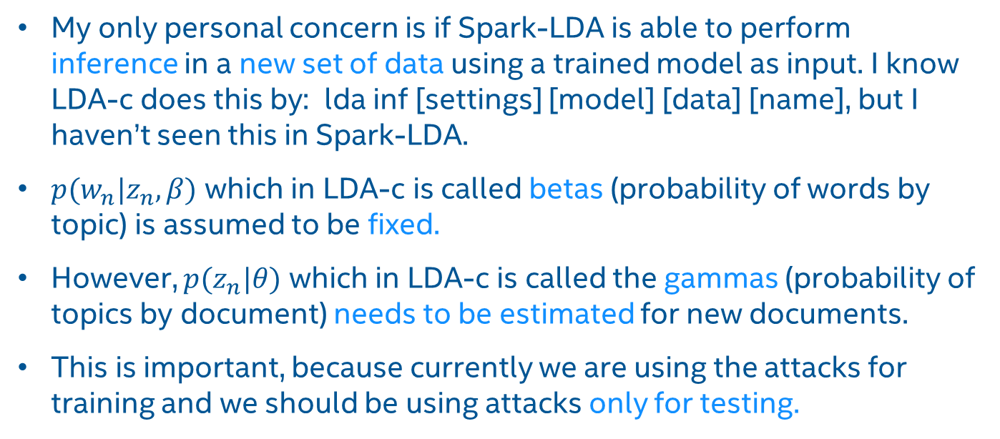 • My only personal concern is if Spark-LDA is able to perform
inference in a new set of data using a trained model as input. I know
LDA-c does this by:  lda inf [settings] [model] [data] [name], but I
haven’t seen this in Spark-LDA.
• p(wₙ|zₙ, β) which in LDA-c is called betas (probability of words by
topic) is assumed to be fixed.
• However, p(zₙ|θ) which in LDA-c is called the gammas (probability of
topics by document) needs to be estimated for new documents.
• This is important, because currently we are using the attacks for
training and we should be using attacks only for testing.